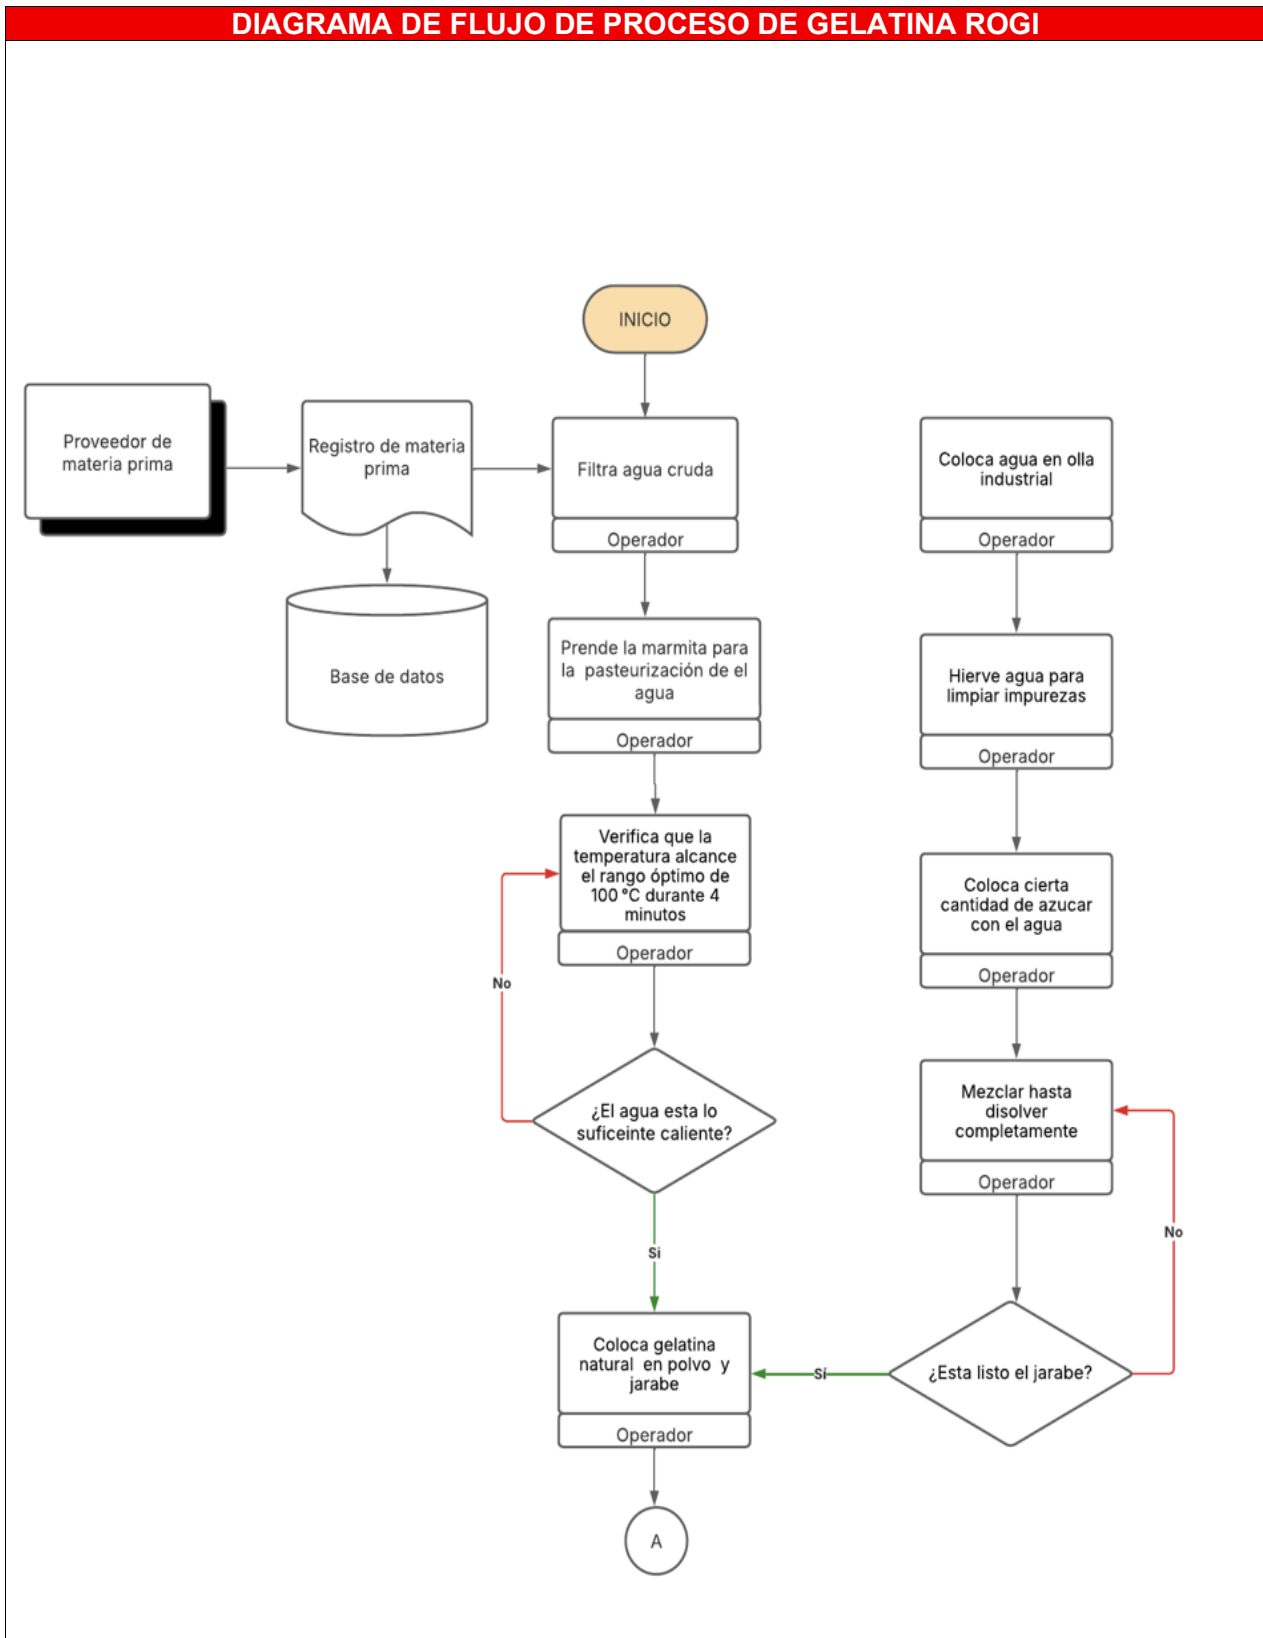 DIAGRAMA DE FLUJO DE PROCESO DE GELATINA ROGI
INICIO
Proveedor de
materia prima
Registro de materia
prima
Filtra agua cruda
Operador
Base de datos
Prende la marmita para
la pasteurización de el
agua
Operador
Verifica que la
temperatura alcance
el rango óptimo de
100 °C durante 4
minutos
Operador
No
¿El agua esta lo
suficeinte caliente?
Si
Coloca agua en olla
industrial
Operador
Hierve agua para
limpiar impurezas
Operador
Coloca cierta
cantidad de azucar
con el agua
Operador
Mezclar hasta
disolver
completamente
Operador
No
¿Esta listo el jarabe?
Sí
Coloca gelatina
natural en polvo y
jarabe
Operador
A